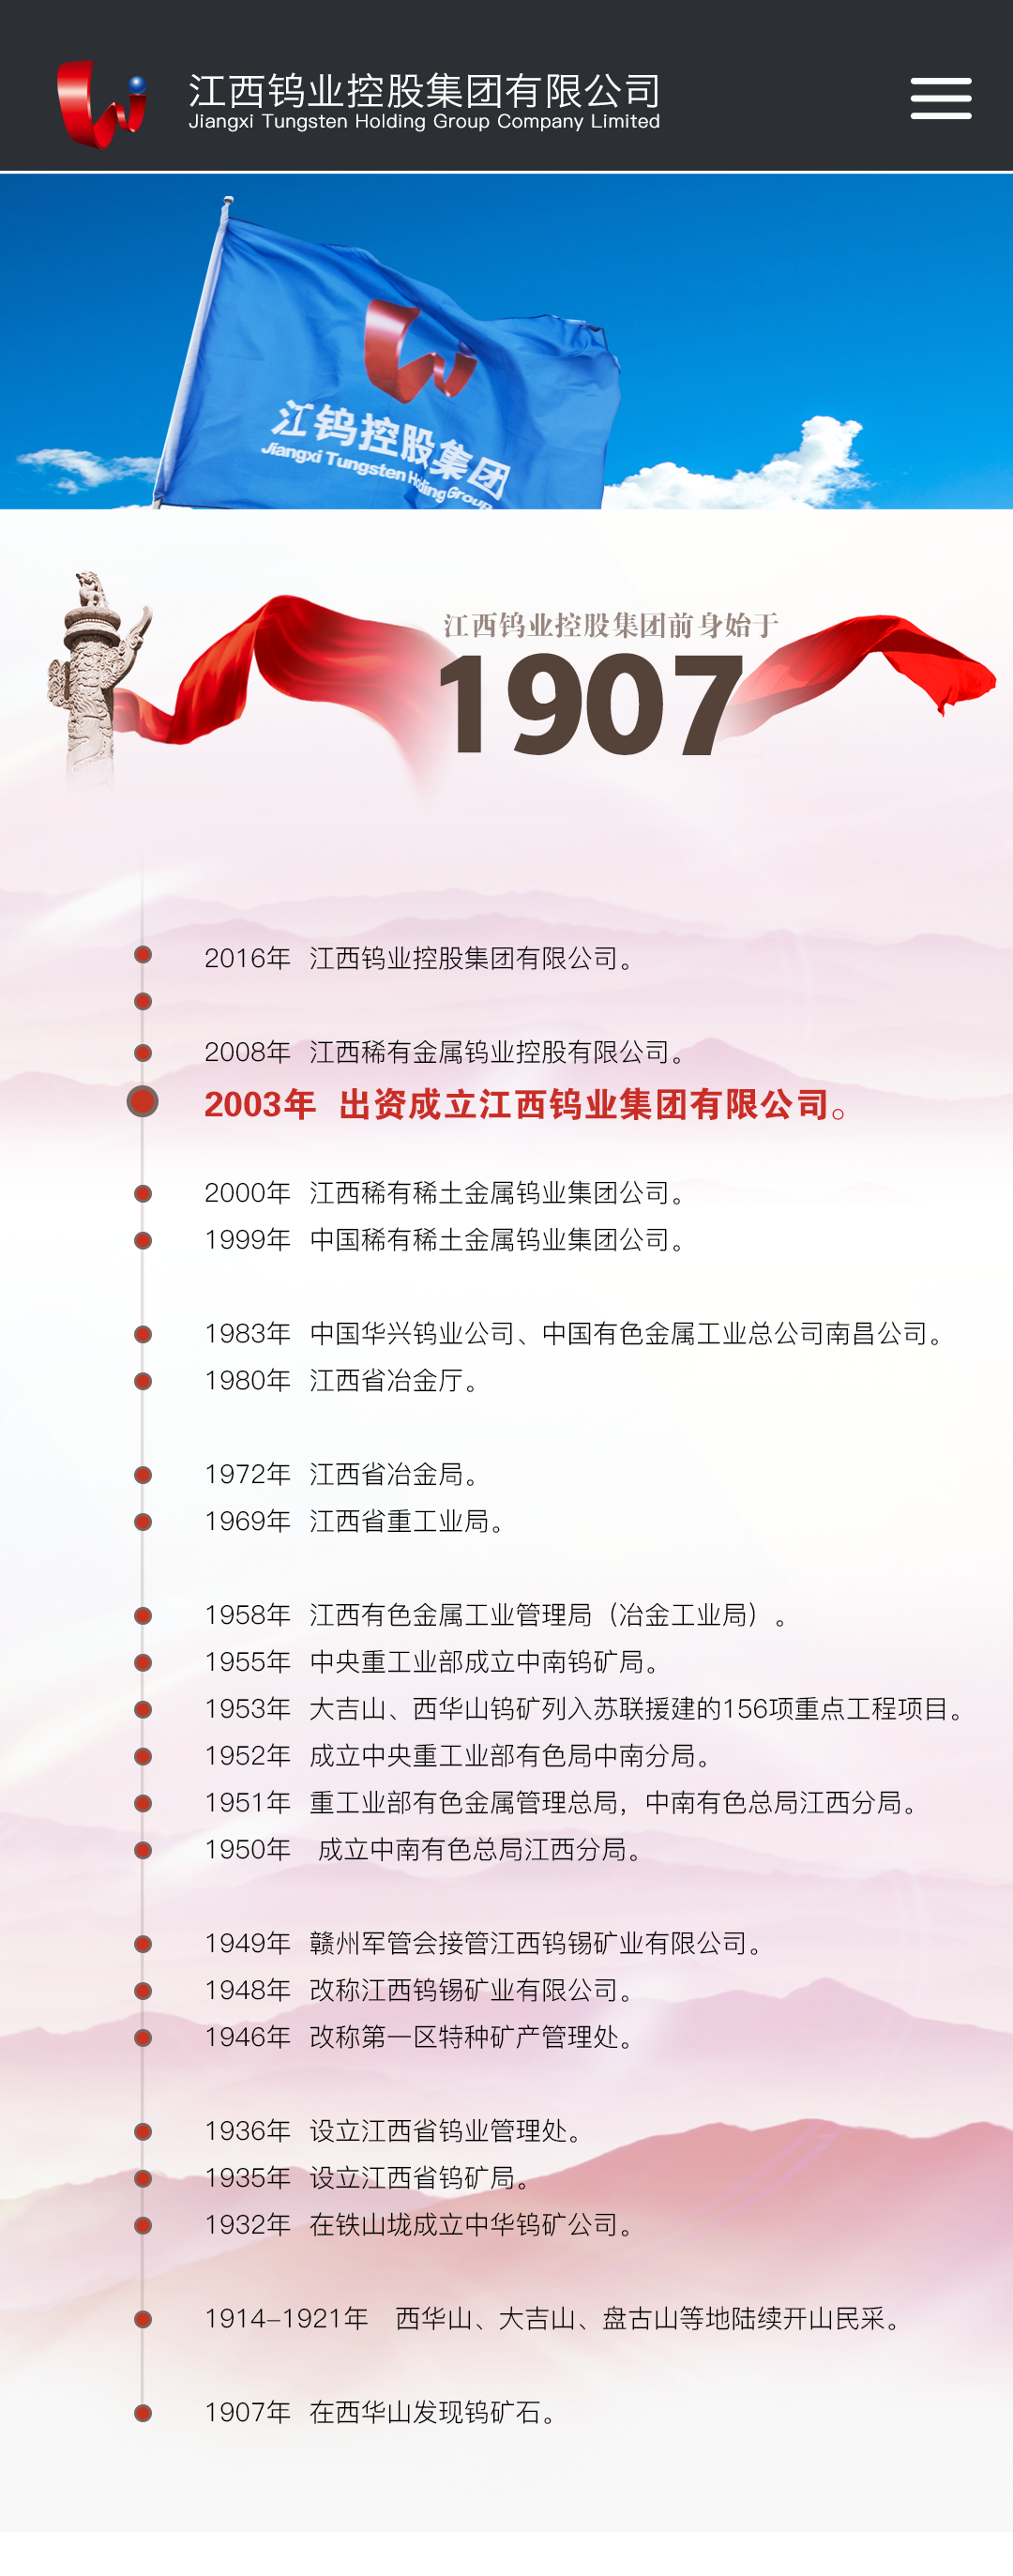 江西钨业控股集团有限公司
Jiangxi Tungsten Holding Group Company Limited
江钨控股集团
Jiangxi Tungsten Holding Group
江西钨业控股集团前身始于
1907
2016年 江西钨业控股集团有限公司。
2008年 江西稀有金属钨业控股有限公司。
2003年 出资成立江西钨业集团有限公司。
2000年 江西稀有稀土金属钨业集团公司。
1999年 中国稀有稀土金属钨业集团公司。
1983年 中国华兴钨业公司、中国有色金属工业总公司南昌公司。
1980年 江西省冶金厅。
1972年 江西省冶金局。
1969年 江西省重工业局。
1958年 江西有色金属工业管理局（冶金工业局）。
1955年 中央重工业部成立中南钨矿局。
1953年 大吉山、西华山钨矿列入苏联援建的156项重点工程项目。
1952年 成立中央重工业部有色局中南分局。
1951年 重工业部有色金属管理总局，中南有色总局江西分局。
1950年 成立中南有色总局江西分局。
1949年 赣州军管会接管江西钨锡矿业有限公司。
1948年 改称江西钨锡矿业有限公司。
1946年 改称第一区特种矿产管理处。
1936年 设立江西省钨业管理处。
1935年 设立江西省钨矿局。
1932年 在铁山垅成立中华钨矿公司。
1914-1921年 西华山、大吉山、盘古山等地陆续开山民采。
1907年 在西华山发现钨矿石。